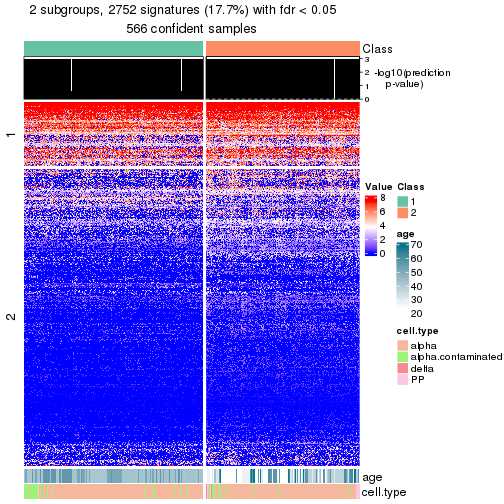 2 subgroups, 2752 signatures (17.7%) with fdr < 0.05
566 confident samples
Class
3
2
1
0
-log10(prediction
p-value)
1
2
Value
8
6
4
2
0
Class
1
2
age
70
60
50
40
30
20
cell.type
alpha
alpha.contaminated
delta
PP
age
cell.type